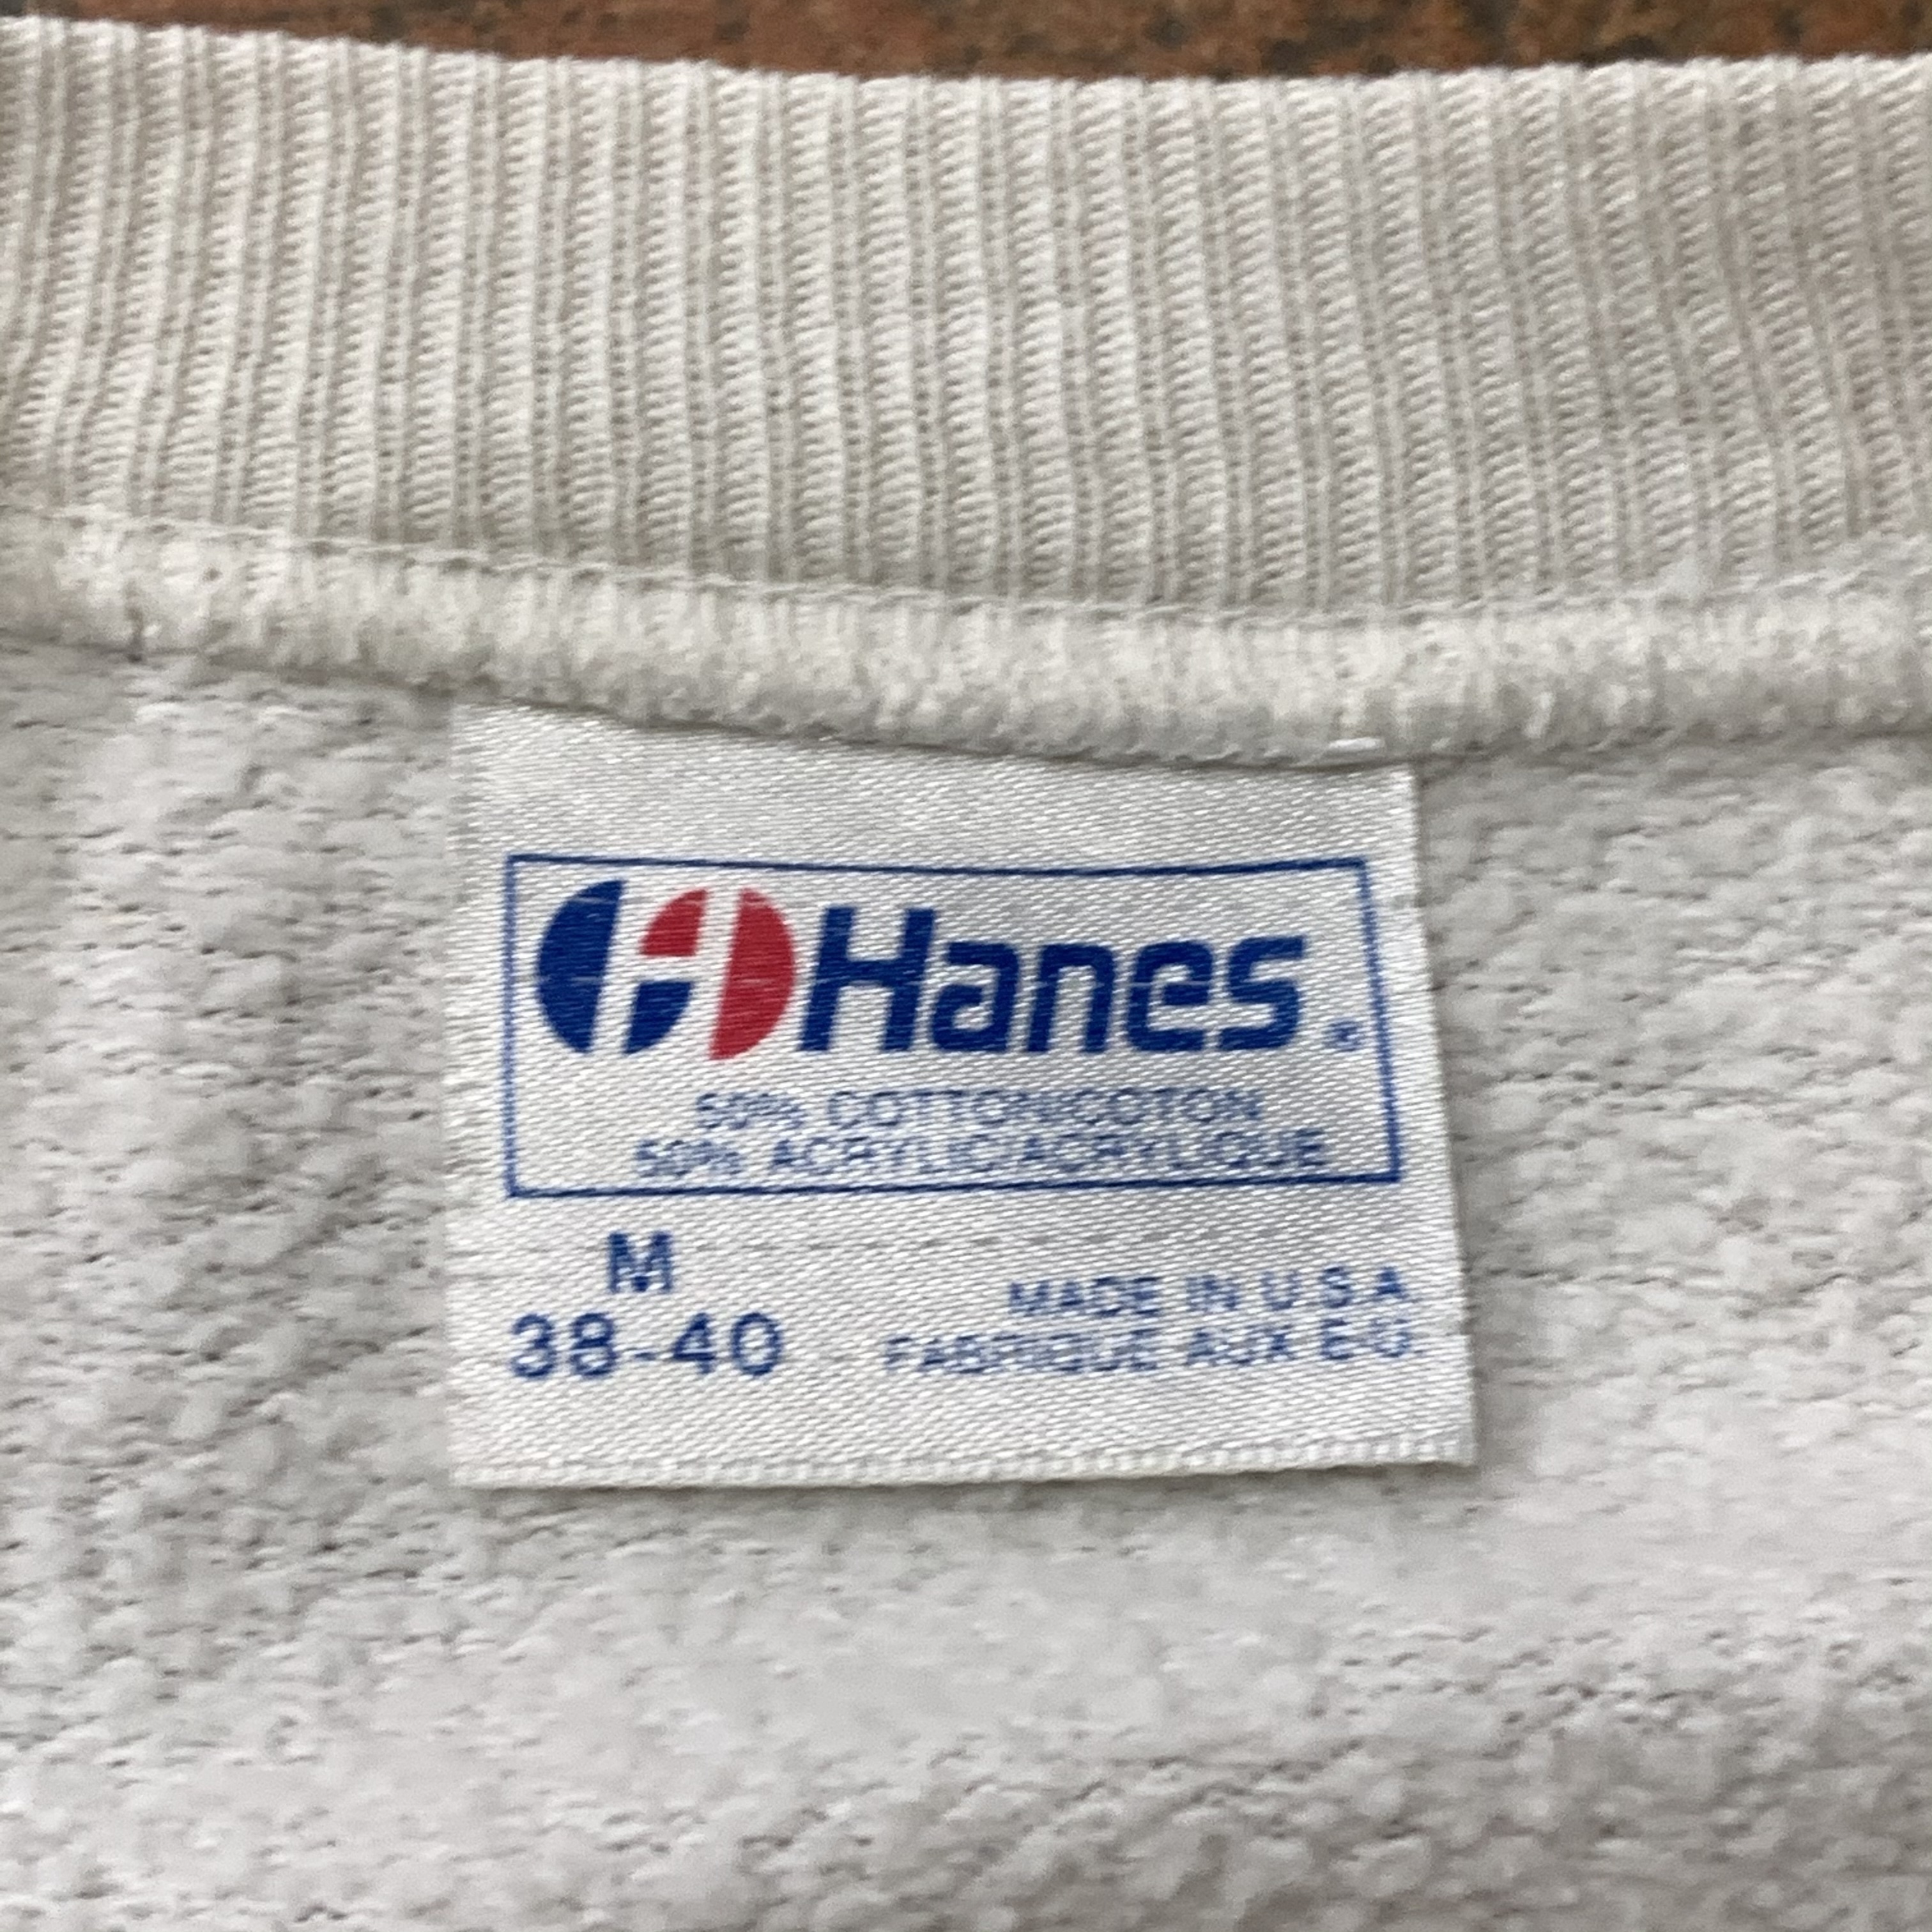 Hanes®
50% COTTON/COTON
50% ACRYLIC/ACRYLIQUE
M
38-40
MADE IN U.S.A.
FABRIQUE AUX E-U.